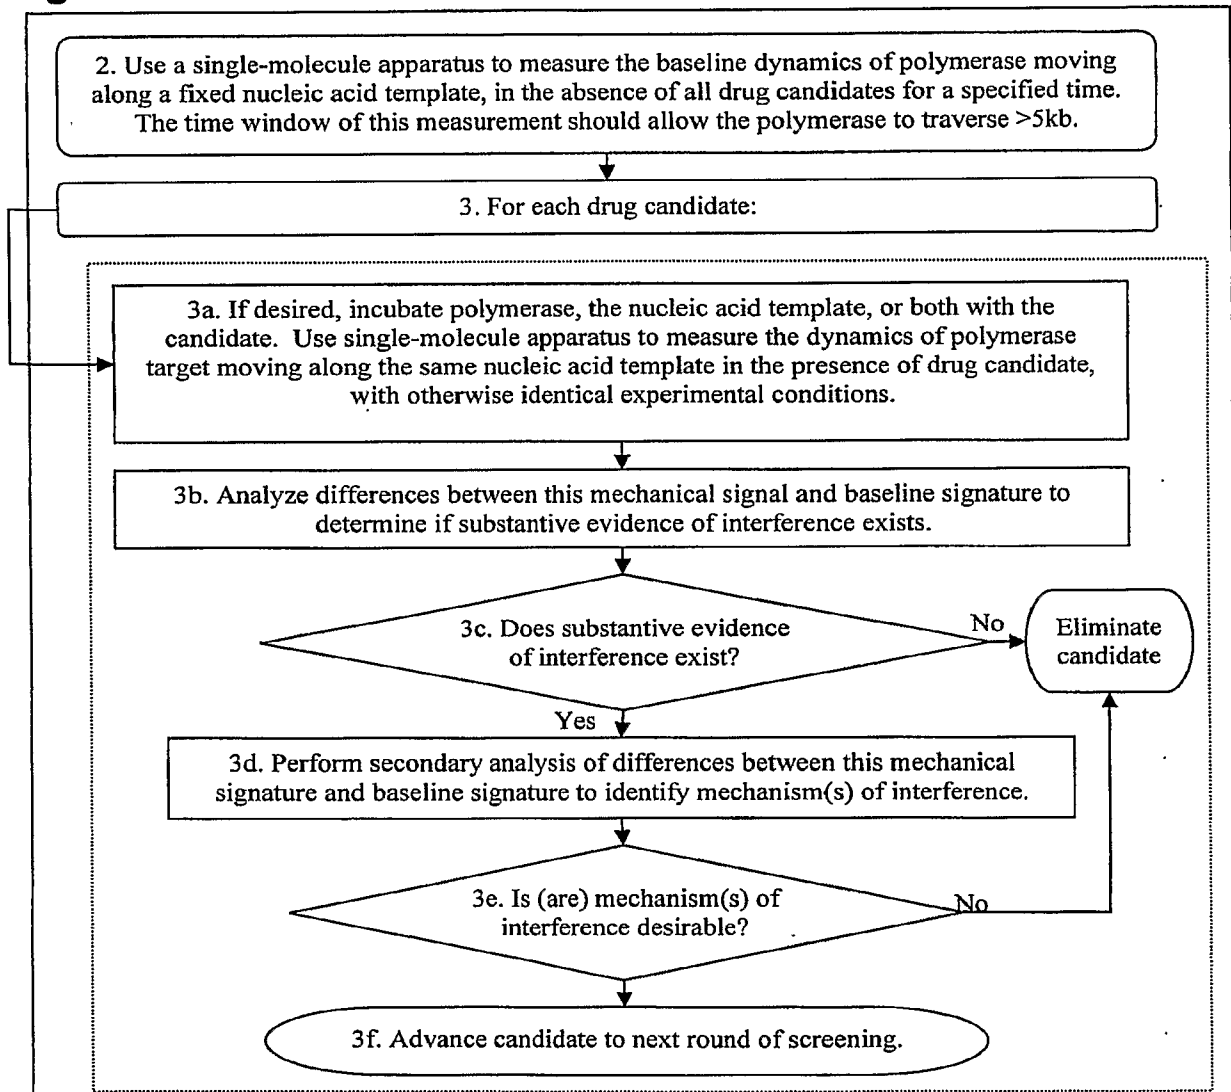 2. Use a single-molecule apparatus to measure the baseline dynamics of polymerase moving
along a fixed nucleic acid template, in the absence of all drug candidates for a specified time.
The time window of this measurement should allow the polymerase to traverse >5kb.
3. For each drug candidate:
3a. If desired, incubate polymerase, the nucleic acid template, or both with the
candidate. Use single-molecule apparatus to measure the dynamics of polymerase
target moving along the same nucleic acid template in the presence of drug candidate,
with otherwise identical experimental conditions.
3b. Analyze differences between this mechanical signal and baseline signature to
determine if substantive evidence of interference exists.
3c. Does substantive evidence
of interference exist?
No
Eliminate
candidate
Yes
3d. Perform secondary analysis of differences between this mechanical
signature and baseline signature to identify mechanism(s) of interference.
3e. Is (are) mechanism(s) of
interference desirable?
No
3f. Advance candidate to next round of screening.